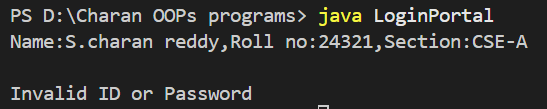 PS D:\Charan OOPs programs> java LoginPortal
Name:S.charan reddy,Roll no:24321,Section:CSE-A
Invalid ID or Password